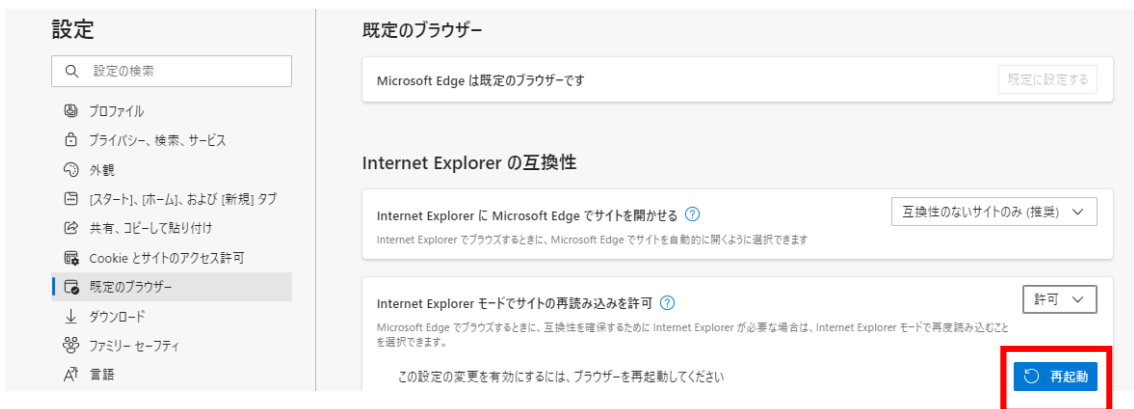 設定
設定の検索
プロファイル
プライバシー、検索、サービス
外観
[スタート]、[ホーム]、および [新規] タブ
共有、コピーして貼り付け
Cookie とサイトのアクセス許可
既定のブラウザー
ダウンロード
ファミリー セーフティ
言語
既定のブラウザー
Microsoft Edge は既定のブラウザーです
既定に設定する
Internet Explorer の互換性
Internet Explorer に Microsoft Edge でサイトを開かせる
互換性のないサイトのみ (推奨)
Internet Explorer でブラウズするときに、Microsoft Edge でサイトを自動的に開くように選択できます
Internet Explorer モードでサイトの再読み込みを許可
許可
Microsoft Edge でブラウズするときに、互換性を確保するために Internet Explorer が必要な場合は、Internet Explorer モードで再度読み込むこと
を選択できます。
この設定の変更を有効にするには、ブラウザーを再起動してください
再起動